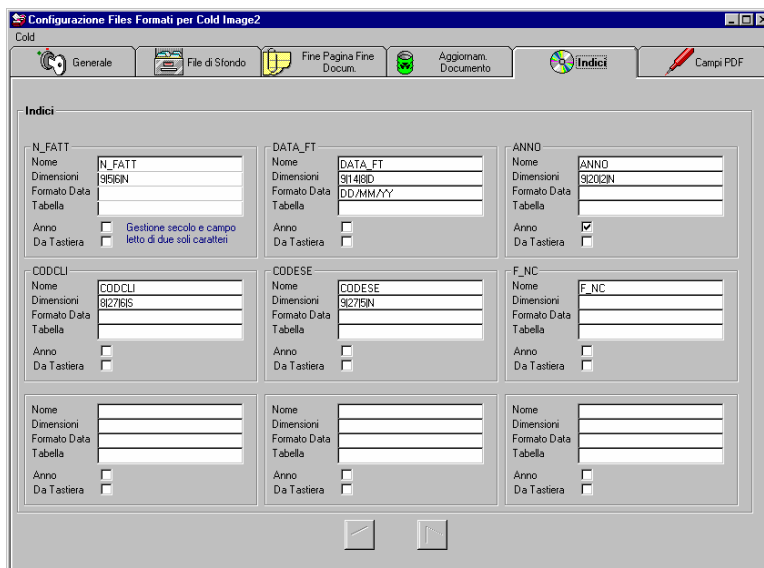 Configurazione Files Formati per Cold Image2
Cold
Generale
File di Sfondo
Fine Pagina Fine
Docum.
Aggiornam.
Documento
Indici
Campi PDF
Indici
N_FATT
Nome N_FATT
Dimensioni 9|5|6|N
Formato Data
Tabella
Anno
Da Tastiera
Gestione secolo e campo
letto di due soli caratteri
DATA_FT
Nome DATA_FT
Dimensioni 9|14|8|D
Formato Data DD/MM/YY
Tabella
Anno
Da Tastiera
ANNO
Nome ANNO
Dimensioni 9|20|2|N
Formato Data
Tabella
Anno
Da Tastiera
CODCLI
Nome CODCLI
Dimensioni 8|27|6|S
Formato Data
Tabella
Anno
Da Tastiera
CODESE
Nome CODESE
Dimensioni 9|27|5|N
Formato Data
Tabella
Anno
Da Tastiera
F_NC
Nome F_NC
Dimensioni
Formato Data
Tabella
Anno
Da Tastiera
Nome
Dimensioni
Formato Data
Tabella
Anno
Da Tastiera
Nome
Dimensioni
Formato Data
Tabella
Anno
Da Tastiera
Nome
Dimensioni
Formato Data
Tabella
Anno
Da Tastiera